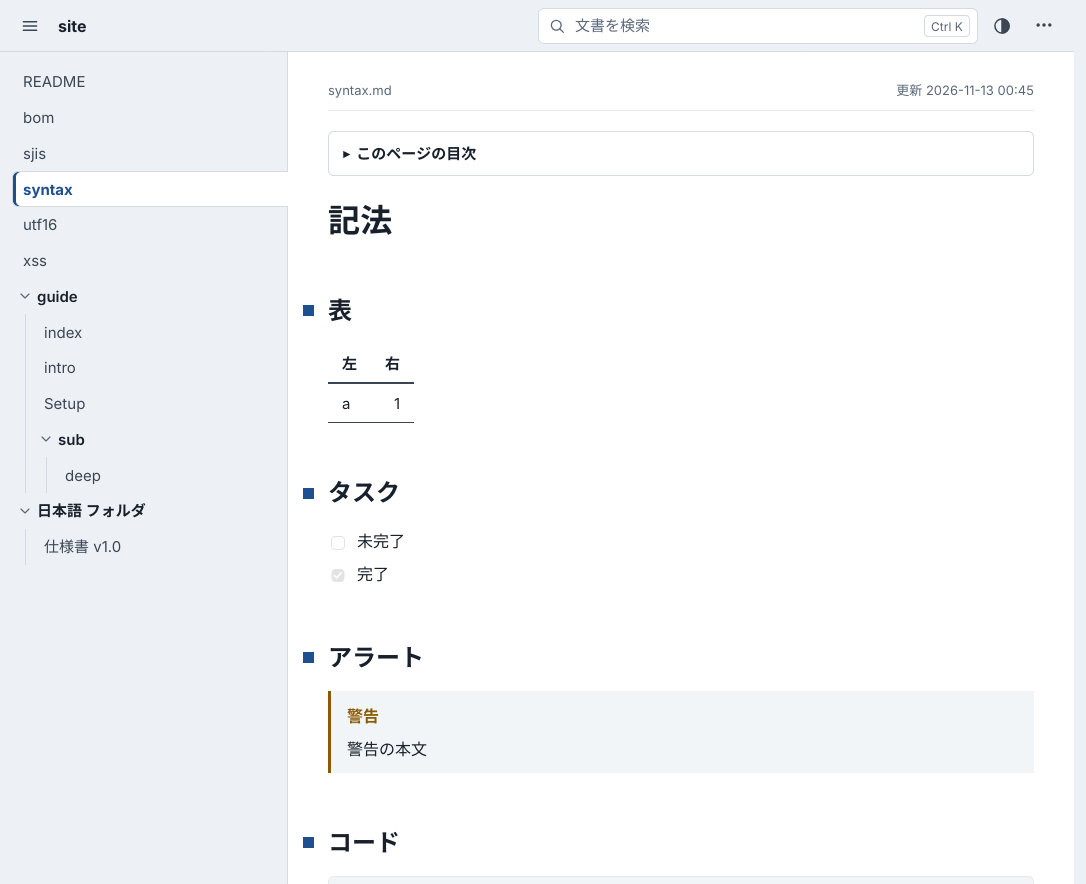 site
文書を検索
Ctrl K
README
bom
sjis
syntax
utf16
xss
guide
index
intro
Setup
sub
deep
日本語 フォルダ
仕様書 v1.0
syntax.md
更新 2026-11-13 00:45
このページの目次
記法
表
左 右
a 1
タスク
未完了
完了
アラート
警告
警告の本文
コード